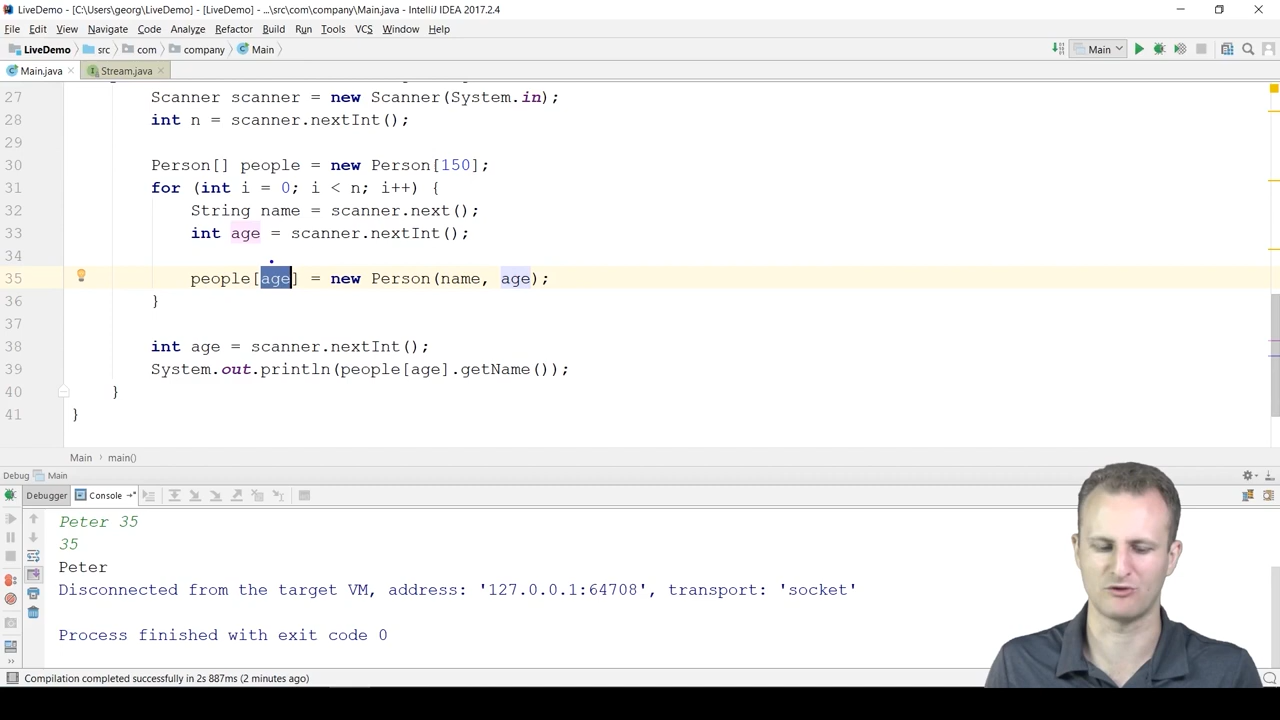 LiveDemo - [C:\Users\georg\LiveDemo] - [LiveDemo] - ...\src\com\company\Main.java - IntelliJ IDEA 2017.2.4
File Edit View Navigate Code Analyze Refactor Build Run Tools VCS Window Help
LiveDemo src com company Main
Main
Main.java Stream.java
27 Scanner scanner = new Scanner(System.in);
28 int n = scanner.nextInt();
29
30 Person[] people = new Person[150];
31 for (int i = 0; i < n; i++) {
32 String name = scanner.next();
33 int age = scanner.nextInt();
34
35 people[age] = new Person(name, age);
36 }
37
38 int age = scanner.nextInt();
39 System.out.println(people[age].getName());
40 }
41 }
Main main()
Debug Main
Debugger Console
Peter 35
35
Peter
Disconnected from the target VM, address: '127.0.0.1:64708', transport: 'socket'
Process finished with exit code 0
Compilation completed successfully in 2s 887ms (2 minutes ago)